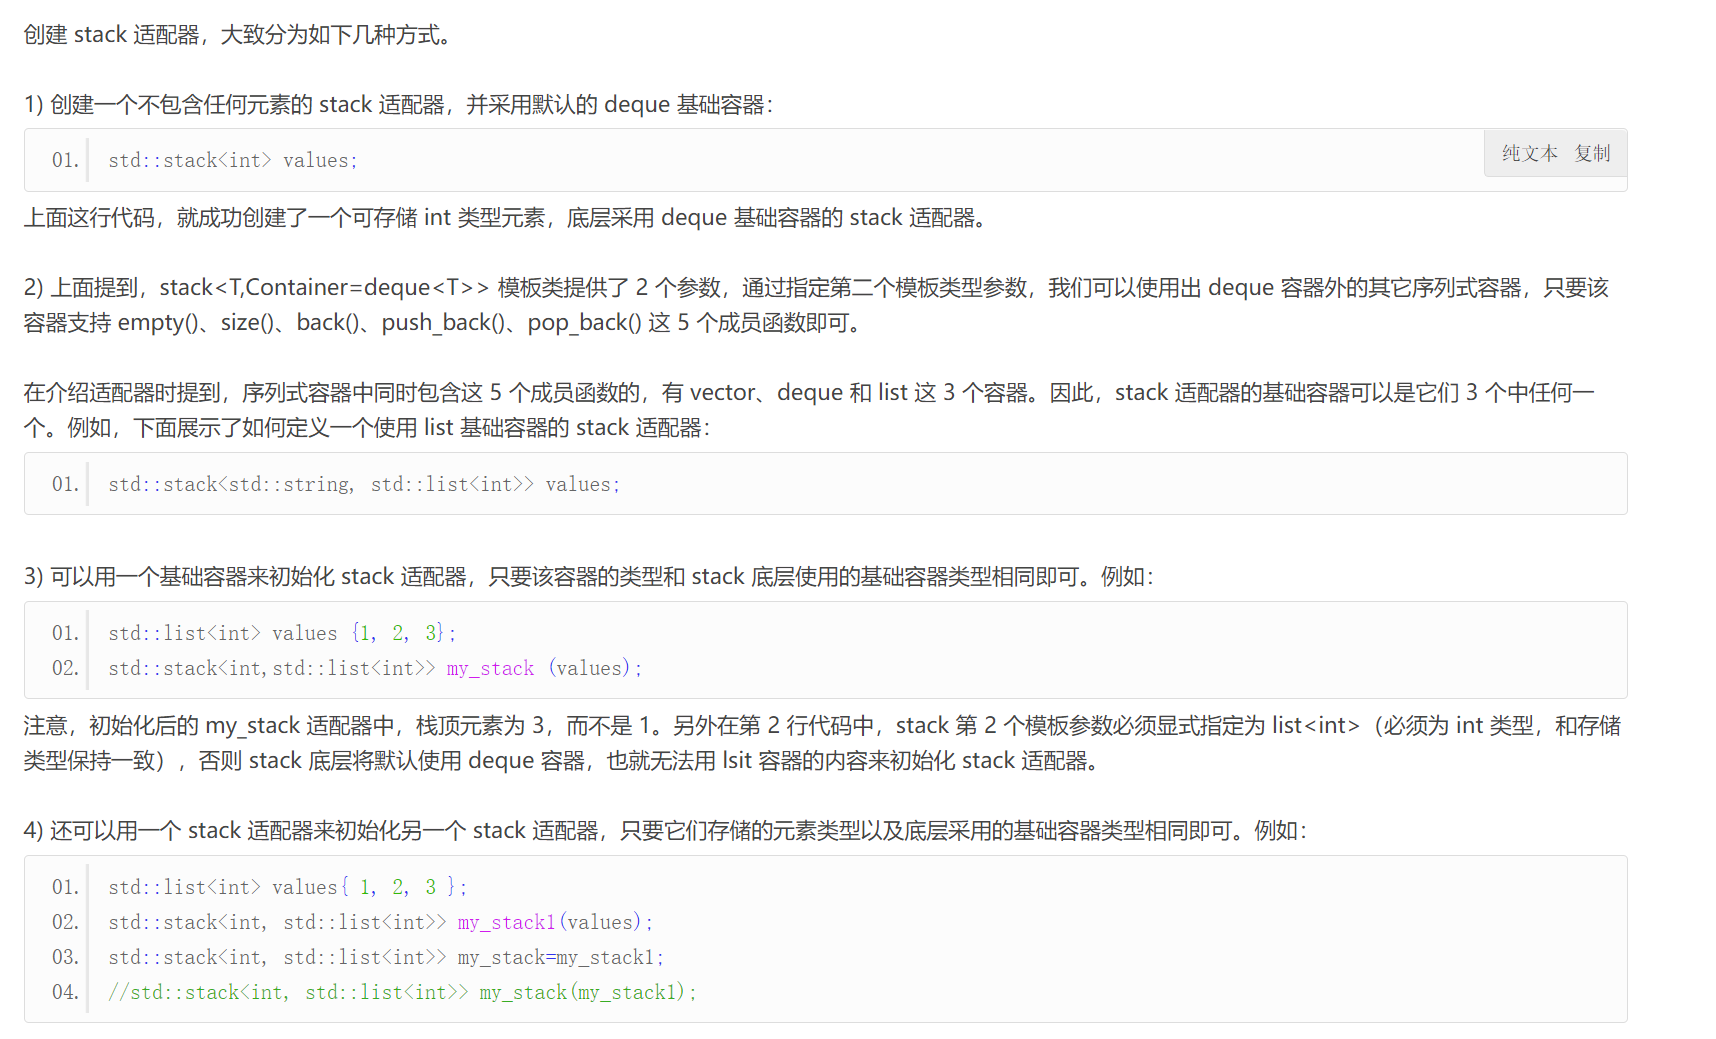 创建 stack 适配器，大致分为如下几种方式。
1) 创建一个不包含任何元素的 stack 适配器，并采用默认的 deque 基础容器：
纯文本 复制
01. std::stack<int> values;
上面这行代码，就成功创建了一个可存储 int 类型元素，底层采用 deque 基础容器的 stack 适配器。
2) 上面提到，stack<T,Container=deque<T>> 模板类提供了 2 个参数，通过指定第二个模板类型参数，我们可以使用出 deque 容器外的其它序列式容器，只要该
容器支持 empty()、size()、back()、push_back()、pop_back() 这 5 个成员函数即可。
在介绍适配器时提到，序列式容器中同时包含这 5 个成员函数的，有 vector、deque 和 list 这 3 个容器。因此，stack 适配器的基础容器可以是它们 3 个中任何一
个。例如，下面展示了如何定义一个使用 list 基础容器的 stack 适配器：
01. std::stack<std::string, std::list<int>> values;
3) 可以用一个基础容器来初始化 stack 适配器，只要该容器的类型和 stack 底层使用的基础容器类型相同即可。例如：
01. std::list<int> values {1, 2, 3};
02. std::stack<int,std::list<int>> my_stack (values);
注意，初始化后的 my_stack 适配器中，栈顶元素为 3，而不是 1。另外在第 2 行代码中，stack 第 2 个模板参数必须显式指定为 list<int>（必须为 int 类型，和存储
类型保持一致），否则 stack 底层将默认使用 deque 容器，也就无法用 lsit 容器的内容来初始化 stack 适配器。
4) 还可以用一个 stack 适配器来初始化另一个 stack 适配器，只要它们存储的元素类型以及底层采用的基础容器类型相同即可。例如：
01. std::list<int> values{ 1, 2, 3 };
02. std::stack<int, std::list<int>> my_stack1(values);
03. std::stack<int, std::list<int>> my_stack=my_stack1;
04. //std::stack<int, std::list<int>> my_stack(my_stack1);